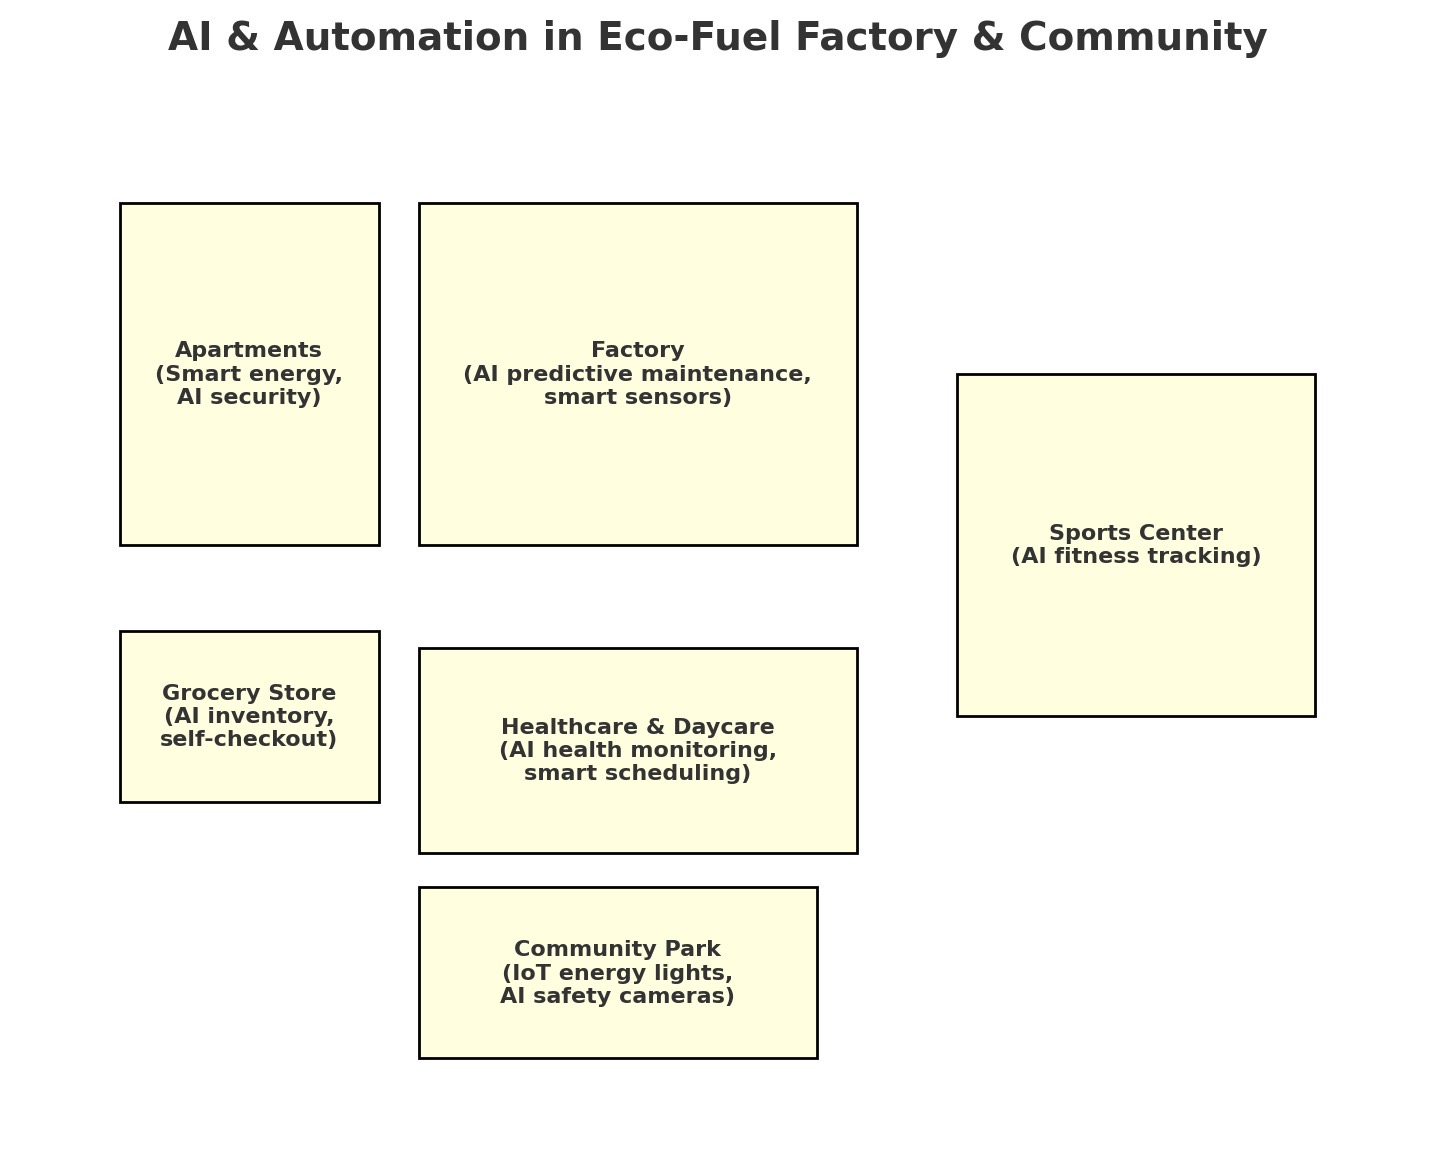 AI & Automation in Eco-Fuel Factory & Community
Apartments
(Smart energy,
AI security)
Factory
(AI predictive maintenance,
smart sensors)
Sports Center
(AI fitness tracking)
Grocery Store
(AI inventory,
self-checkout)
Healthcare & Daycare
(AI health monitoring,
smart scheduling)
Community Park
(IoT energy lights,
AI safety cameras)